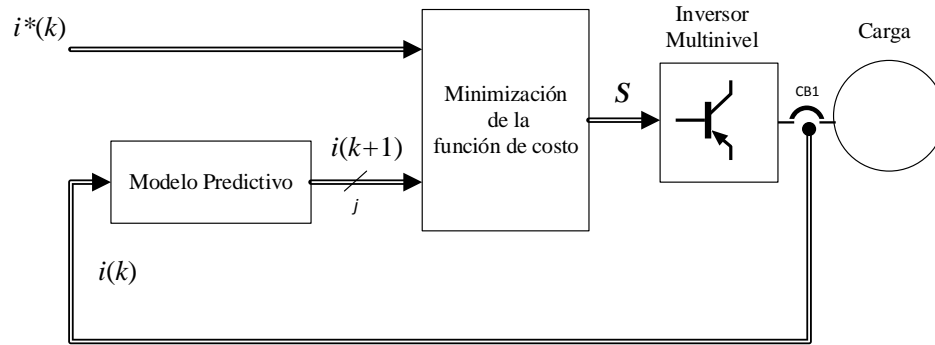 i*(k)
Minimización
de la
función de costo
S
Inversor
Multinivel
CB1
Carga
Modelo Predictivo
i(k+1)
j
i(k)